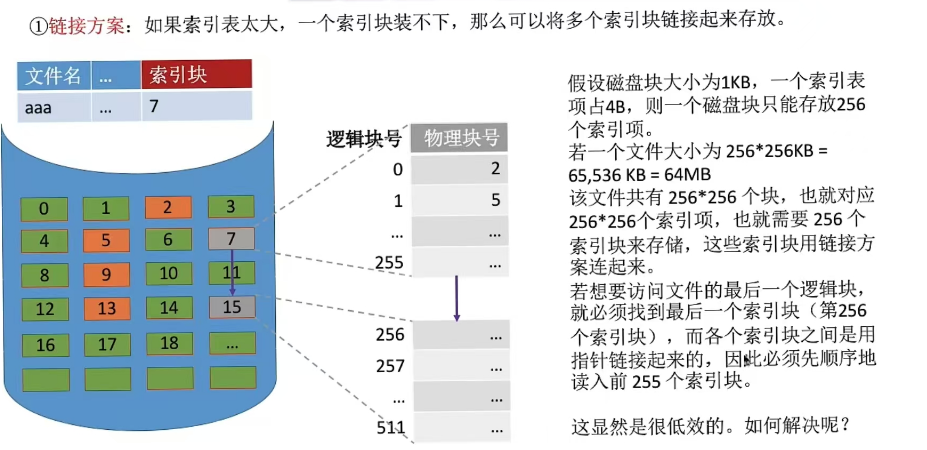 ①链接方案：如果索引表太大，一个索引块装不下，那么可以将多个索引块链接起来存放。
文件名 ... 索引块
aaa ... 7
0 1 2 3
4 5 6 7
8 9 10 11
12 13 14 15
16 17 18 ...
逻辑块号 物理块号
0 2
1 5
... ...
255 ...
256 ...
257 ...
... ...
511 ...
假设磁盘块大小为1KB，一个索引表
项占4B，则一个磁盘块只能存放256
个索引项。
若一个文件大小为 256*256KB =
65,536 KB = 64MB
该文件共有 256*256 个块，也就对应
256*256个索引项，也就需要 256 个
索引块来存储，这些索引块用链接方
案连起来。
若想要访问文件的最后一个逻辑块，
就必须找到最后一个索引块（第256
个索引块），而各个索引块之间是用
指针链接起来的，因此必须先顺序地
读入前 255 个索引块。
这显然是很低效的。如何解决呢？